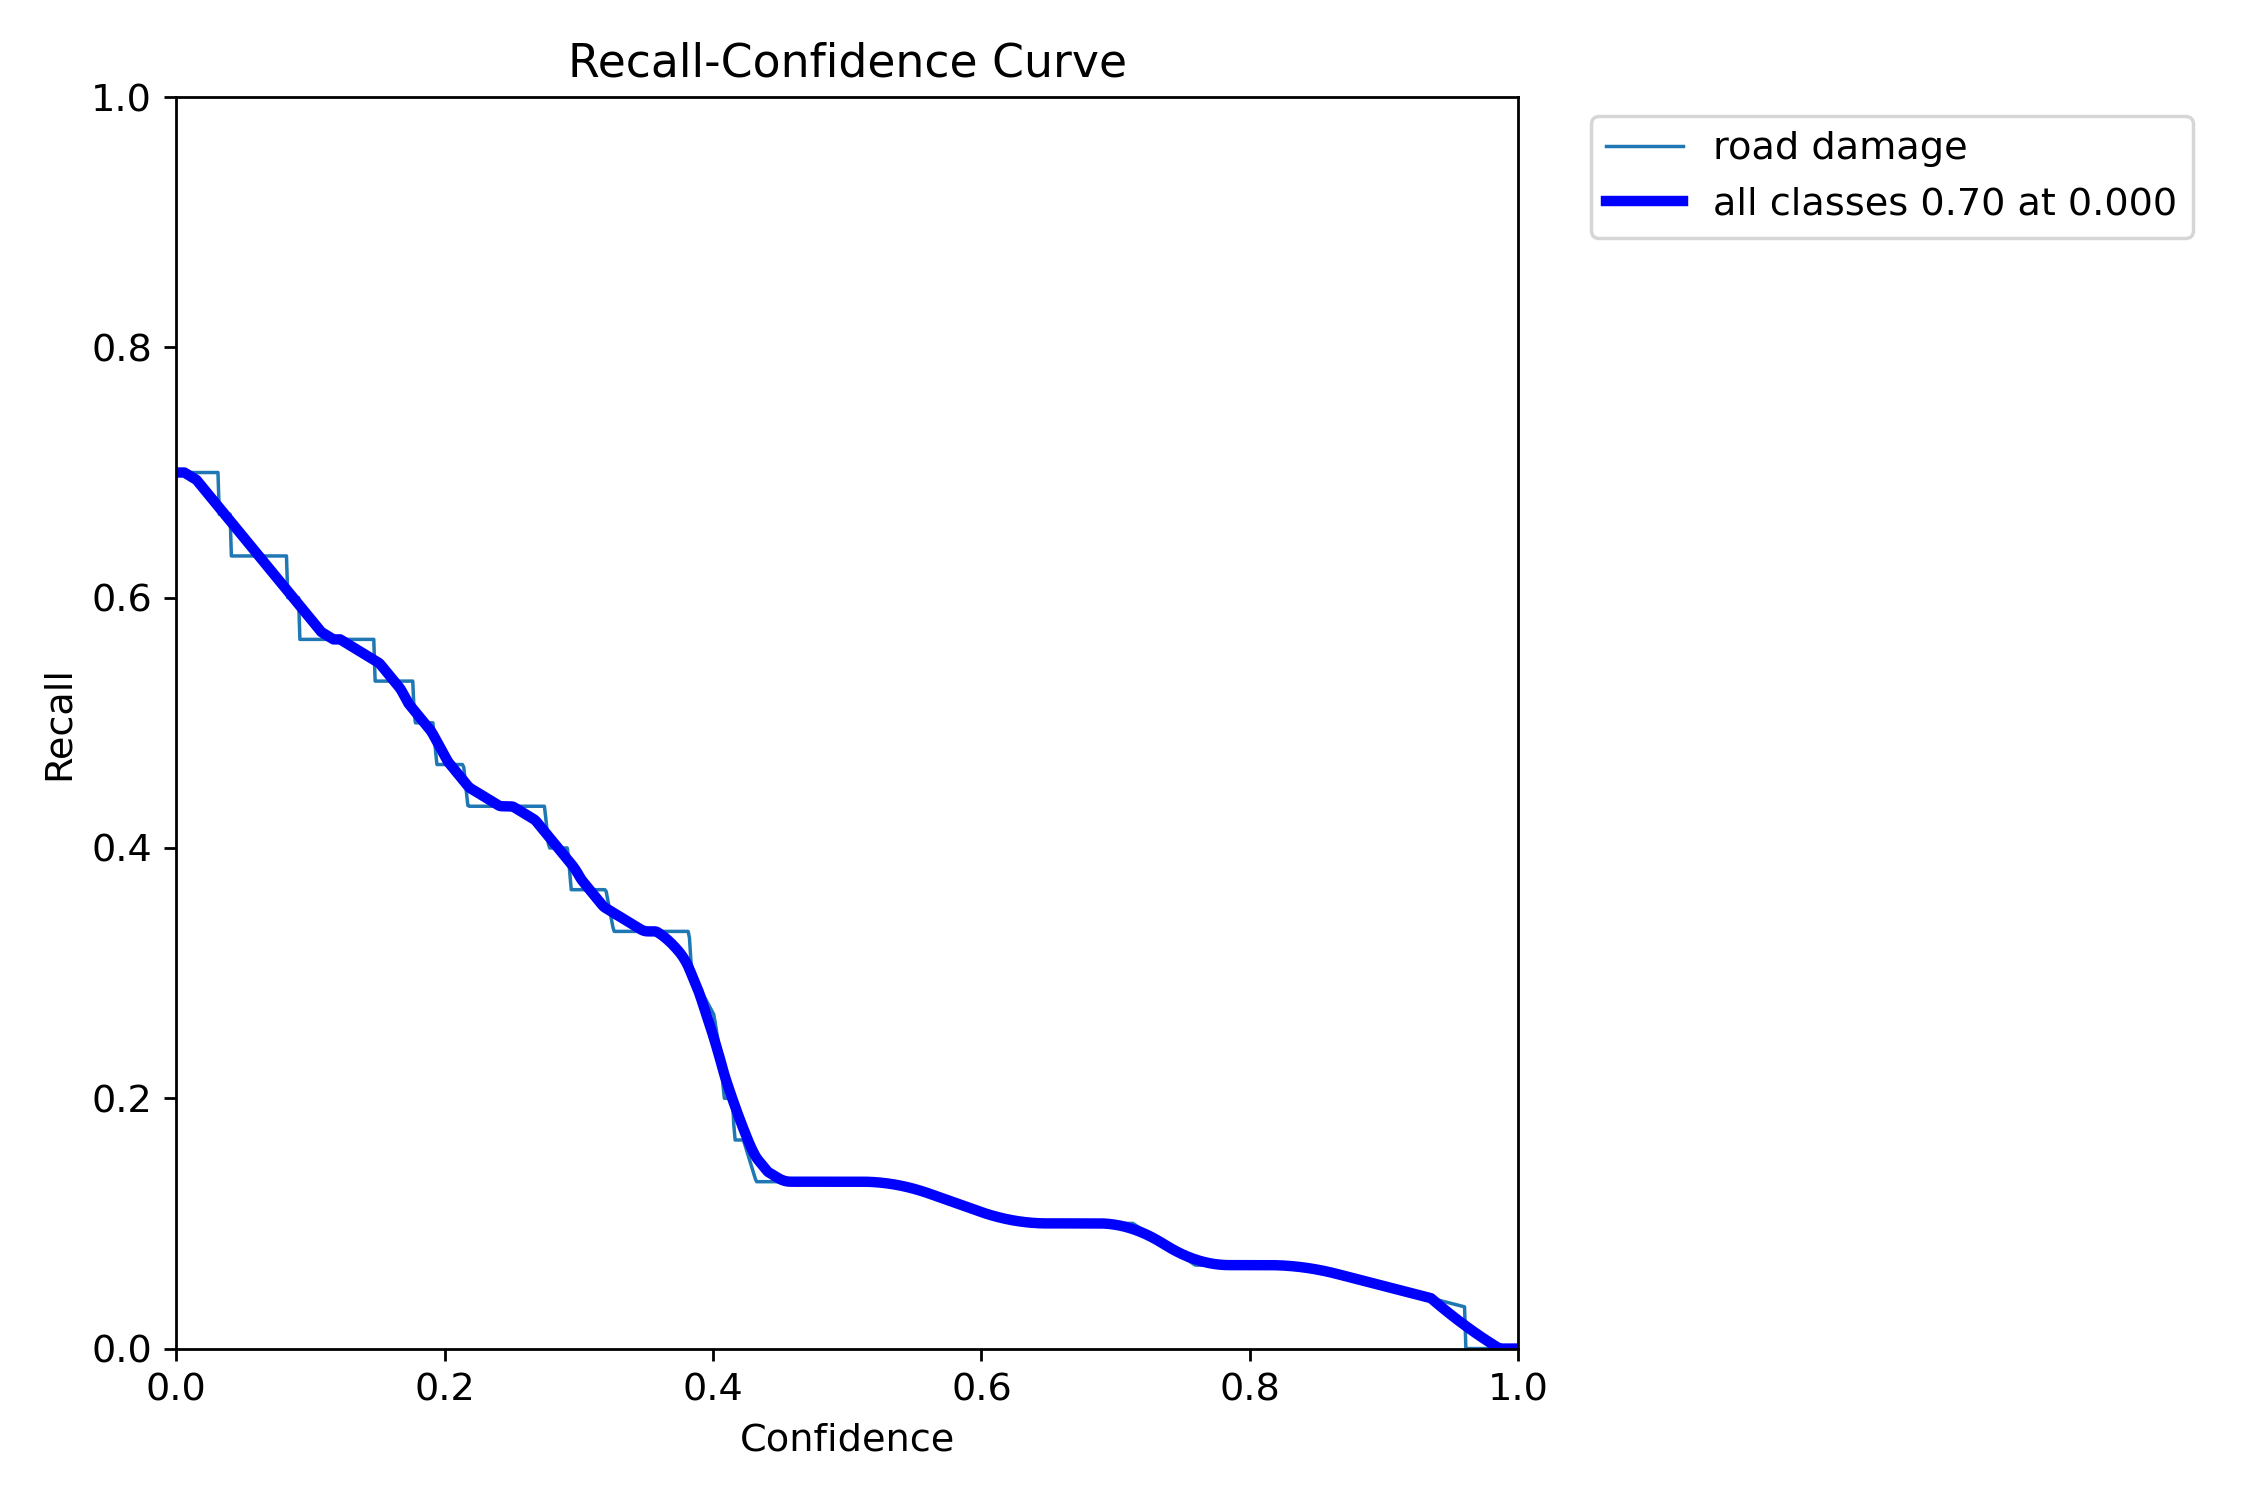 Recall-Confidence Curve
1.0
0.8
0.6
0.4
0.2
0.0
Recall
0.0 0.2 0.4 0.6 0.8 1.0
Confidence
road damage
all classes 0.70 at 0.000